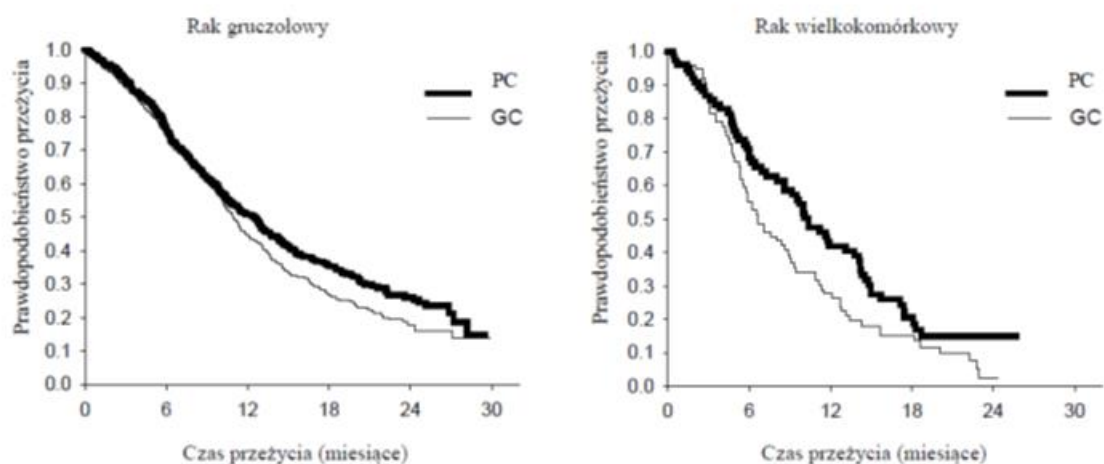 Rak gruczołowy
Prawdopodobieństwo przeżycia
1.0
0.9
0.8
0.7
0.6
0.5
0.4
0.3
0.2
0.1
0.0
PC
GC
0 6 12 18 24 30
Czas przeżycia (miesiące)
Rak wielkokomórkowy
Prawdopodobieństwo przeżycia
1.0
0.9
0.8
0.7
0.6
0.5
0.4
0.3
0.2
0.1
0.0
PC
GC
0 6 12 18 24 30
Czas przeżycia (miesiące)